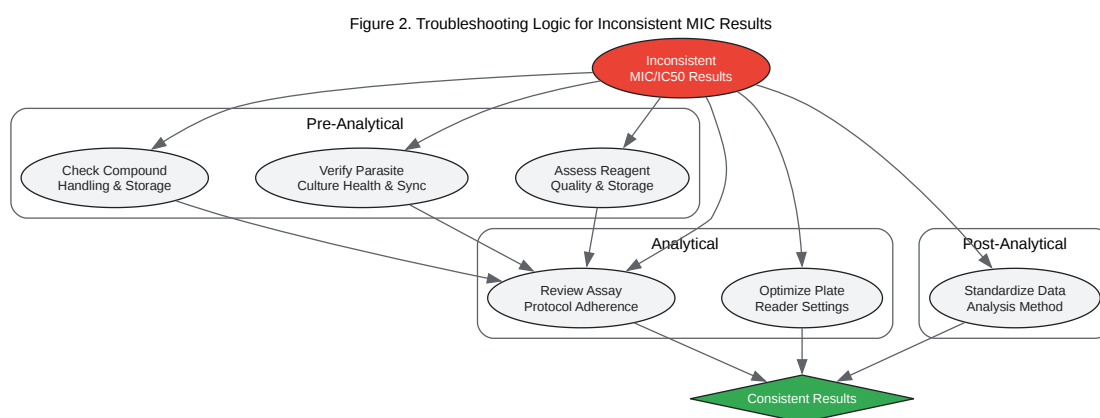 Figure 2. Troubleshooting Logic for Inconsistent MIC Results
Inconsistent
MIC/IC50 Results
Pre-Analytical
Check Compound
Handling & Storage
Verify Parasite
Culture Health & Sync
Assess Reagent
Quality & Storage
Analytical
Review Assay
Protocol Adherence
Optimize Plate
Reader Settings
Post-Analytical
Standardize Data
Analysis Method
Consistent Results